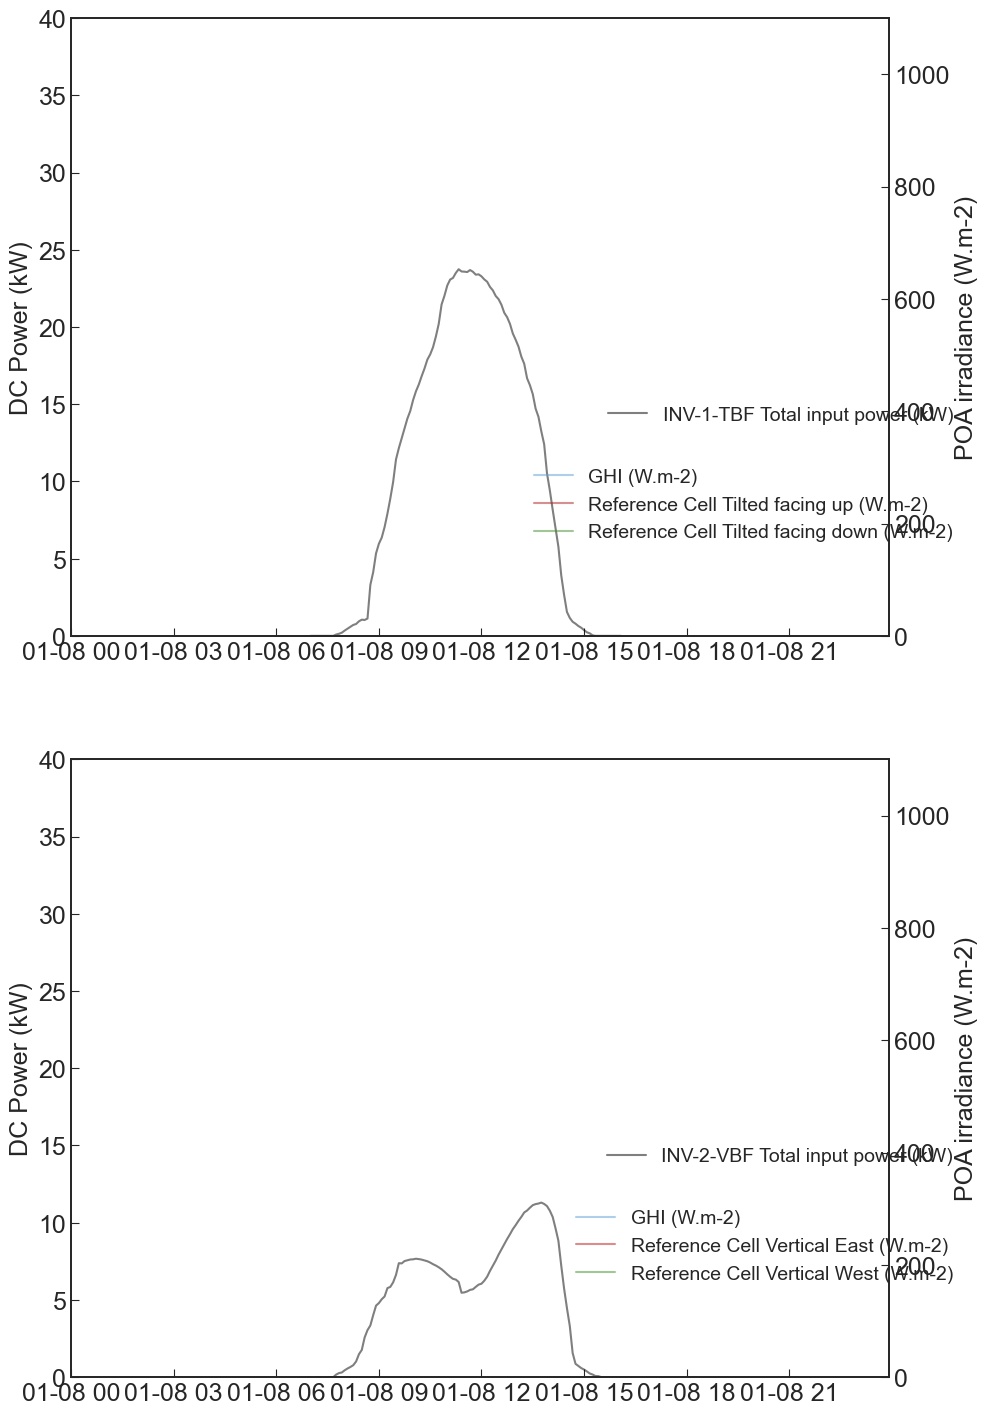 40
35
30
25
20
15
10
5
0
DC Power (kW)
1000
800
600
400
200
0
POA irradiance (W.m-2)
INV-1-TBF Total input power (kW)
GHI (W.m-2)
Reference Cell Tilted facing up (W.m-2)
Reference Cell Tilted facing down (W.m-2)
01-08 00 01-08 03 01-08 06 01-08 09 01-08 12 01-08 15 01-08 18 01-08 21
40
35
30
25
20
15
10
5
0
DC Power (kW)
1000
800
600
400
200
0
POA irradiance (W.m-2)
INV-2-VBF Total input power (kW)
GHI (W.m-2)
Reference Cell Vertical East (W.m-2)
Reference Cell Vertical West (W.m-2)
01-08 00 01-08 03 01-08 06 01-08 09 01-08 12 01-08 15 01-08 18 01-08 21